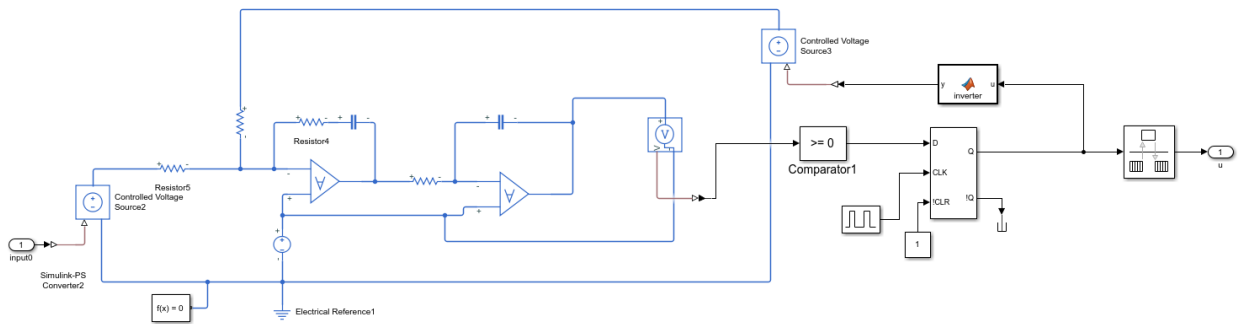 Controlled Voltage
Source3
y
u
inverter
+
-
Resistor4
V
>= 0
Comparator1
D
Q
CLK
!CLR
!Q
1
u
Resistor5
Controlled Voltage
Source2
1
input0
1
Simulink-PS
Converter2
f(x) = 0
Electrical Reference1